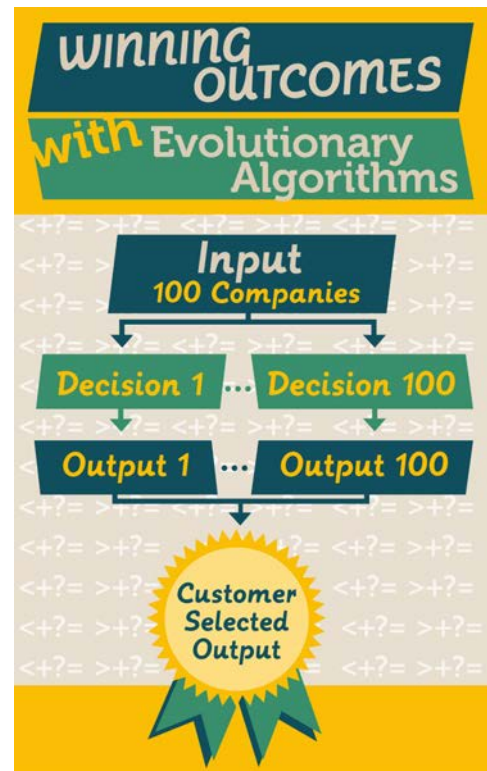 WINNING
OUTCOMES
with Evolutionary
Algorithms
<+?= >+?= <+?= >+?= <+?= >+?=
Input
100 Companies
Decision 1 ... Decision 100
Output 1 ... Output 100
<+?= >+?=
Customer
Selected
Output